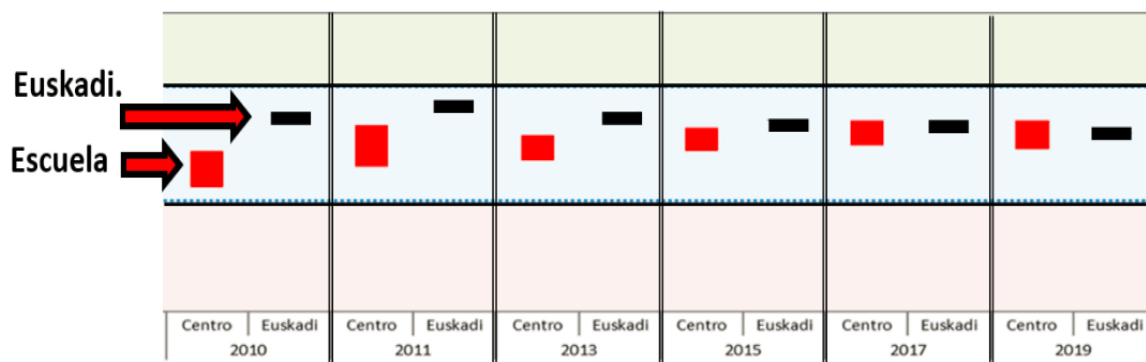 Euskadi.
Escuela
Centro Euskadi Centro Euskadi Centro Euskadi Centro Euskadi Centro Euskadi Centro Euskadi
2010 2011 2013 2015 2017 2019